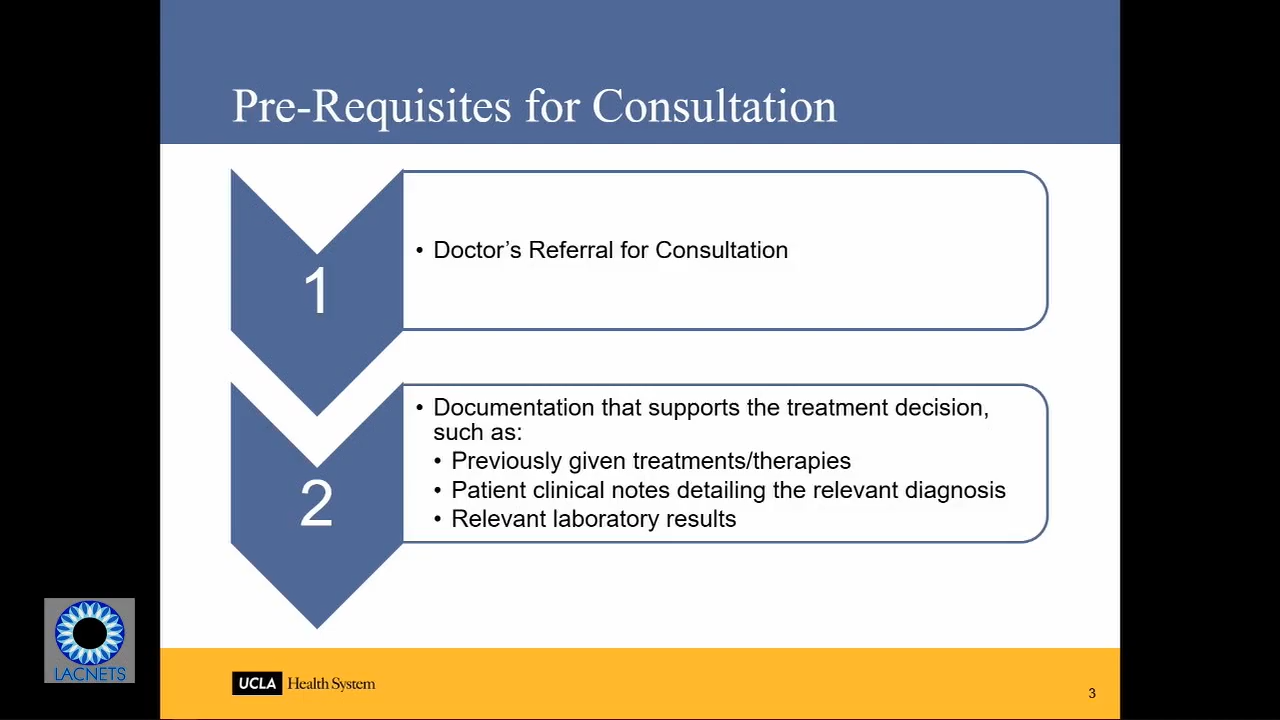 Pre-Requisites for Consultation
1
• Doctor's Referral for Consultation
2
• Documentation that supports the treatment decision,
such as:
• Previously given treatments/therapies
• Patient clinical notes detailing the relevant diagnosis
• Relevant laboratory results
LACNETS
UCLA Health System
3